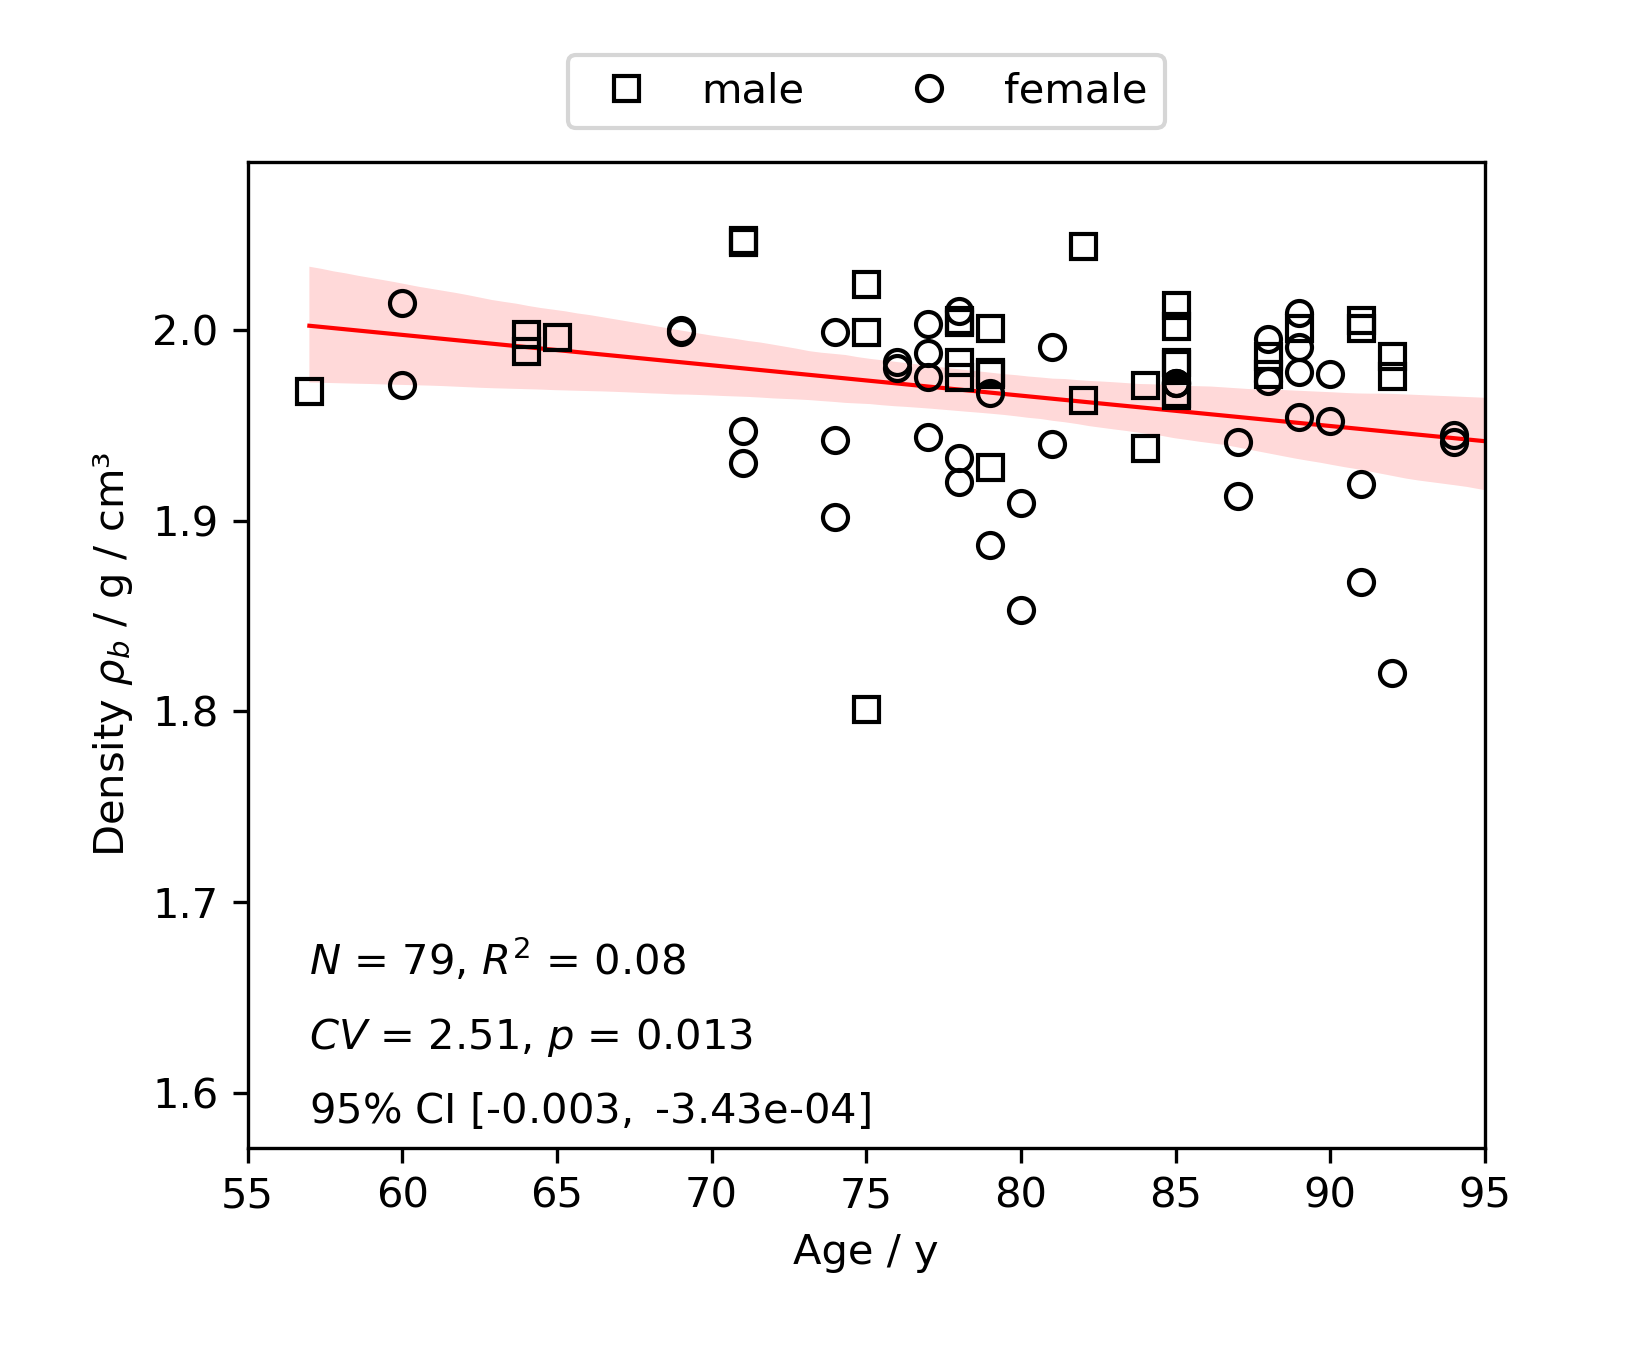 male female
Density ρb / g / cm³
2.0
1.9
1.8
1.7
1.6
N = 79, R² = 0.08
CV = 2.51, p = 0.013
95% CI [-0.003, -3.43e-04]
55 60 65 70 75 80 85 90 95
Age / y